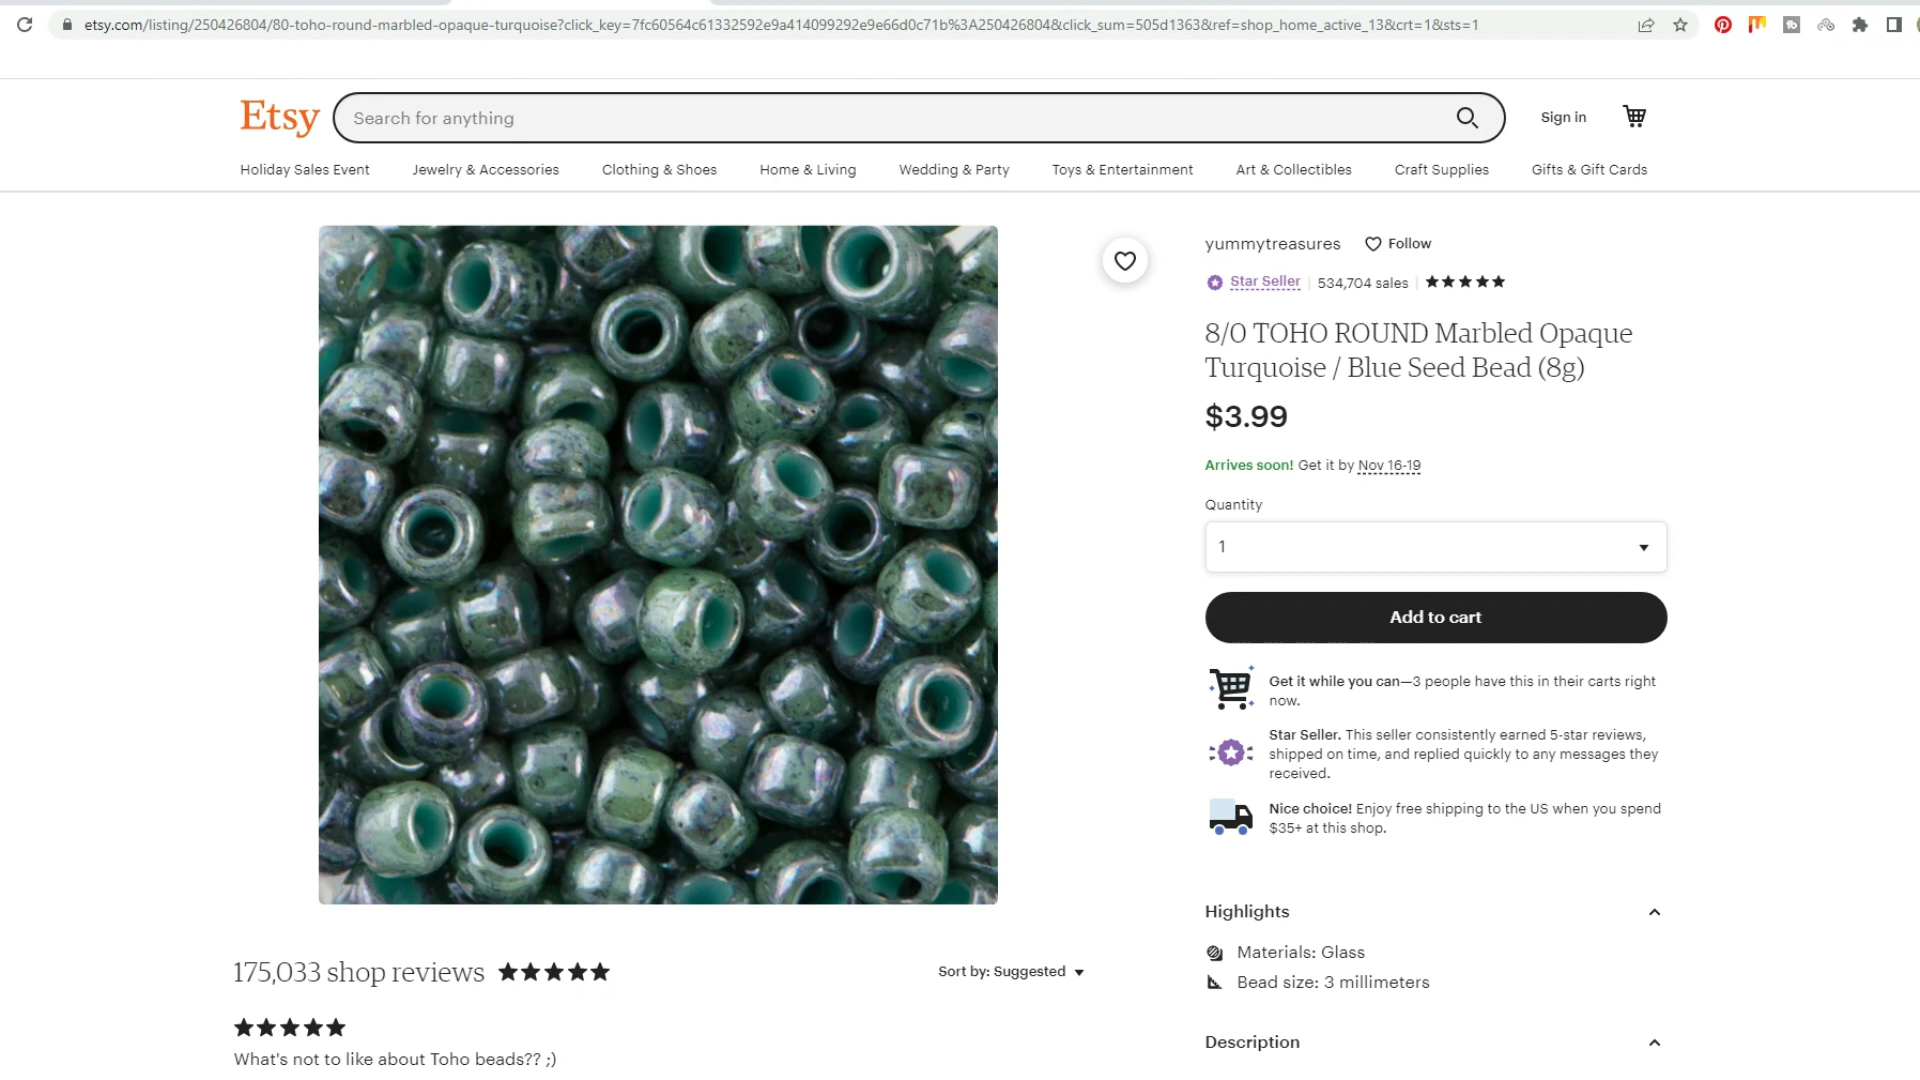 etsy.com/listing/250426804/80-toho-round-marbled-opaque-turquoise?click_key=7fc60564c61332592e9a414099292e9e66d0c71b%3A250426804&click_sum=505d1363&ref=shop_home_active_13&crt=1&sts=1
Etsy
Search for anything
Sign in
Holiday Sales Event
Jewelry & Accessories
Clothing & Shoes
Home & Living
Wedding & Party
Toys & Entertainment
Art & Collectibles
Craft Supplies
Gifts & Gift Cards
yummytreasures Follow
Star Seller | 534,704 sales |
8/0 TOHO ROUND Marbled Opaque
Turquoise / Blue Seed Bead (8g)
$3.99
Arrives soon! Get it by Nov 16-19
Quantity
1
Add to cart
Get it while you can—3 people have this in their carts right
now.
Star Seller. This seller consistently earned 5-star reviews,
shipped on time, and replied quickly to any messages they
received.
Nice choice! Enjoy free shipping to the US when you spend
$35+ at this shop.
Highlights
Materials: Glass
Bead size: 3 millimeters
Description
175,033 shop reviews
Sort by: Suggested
What's not to like about Toho beads?? ;)